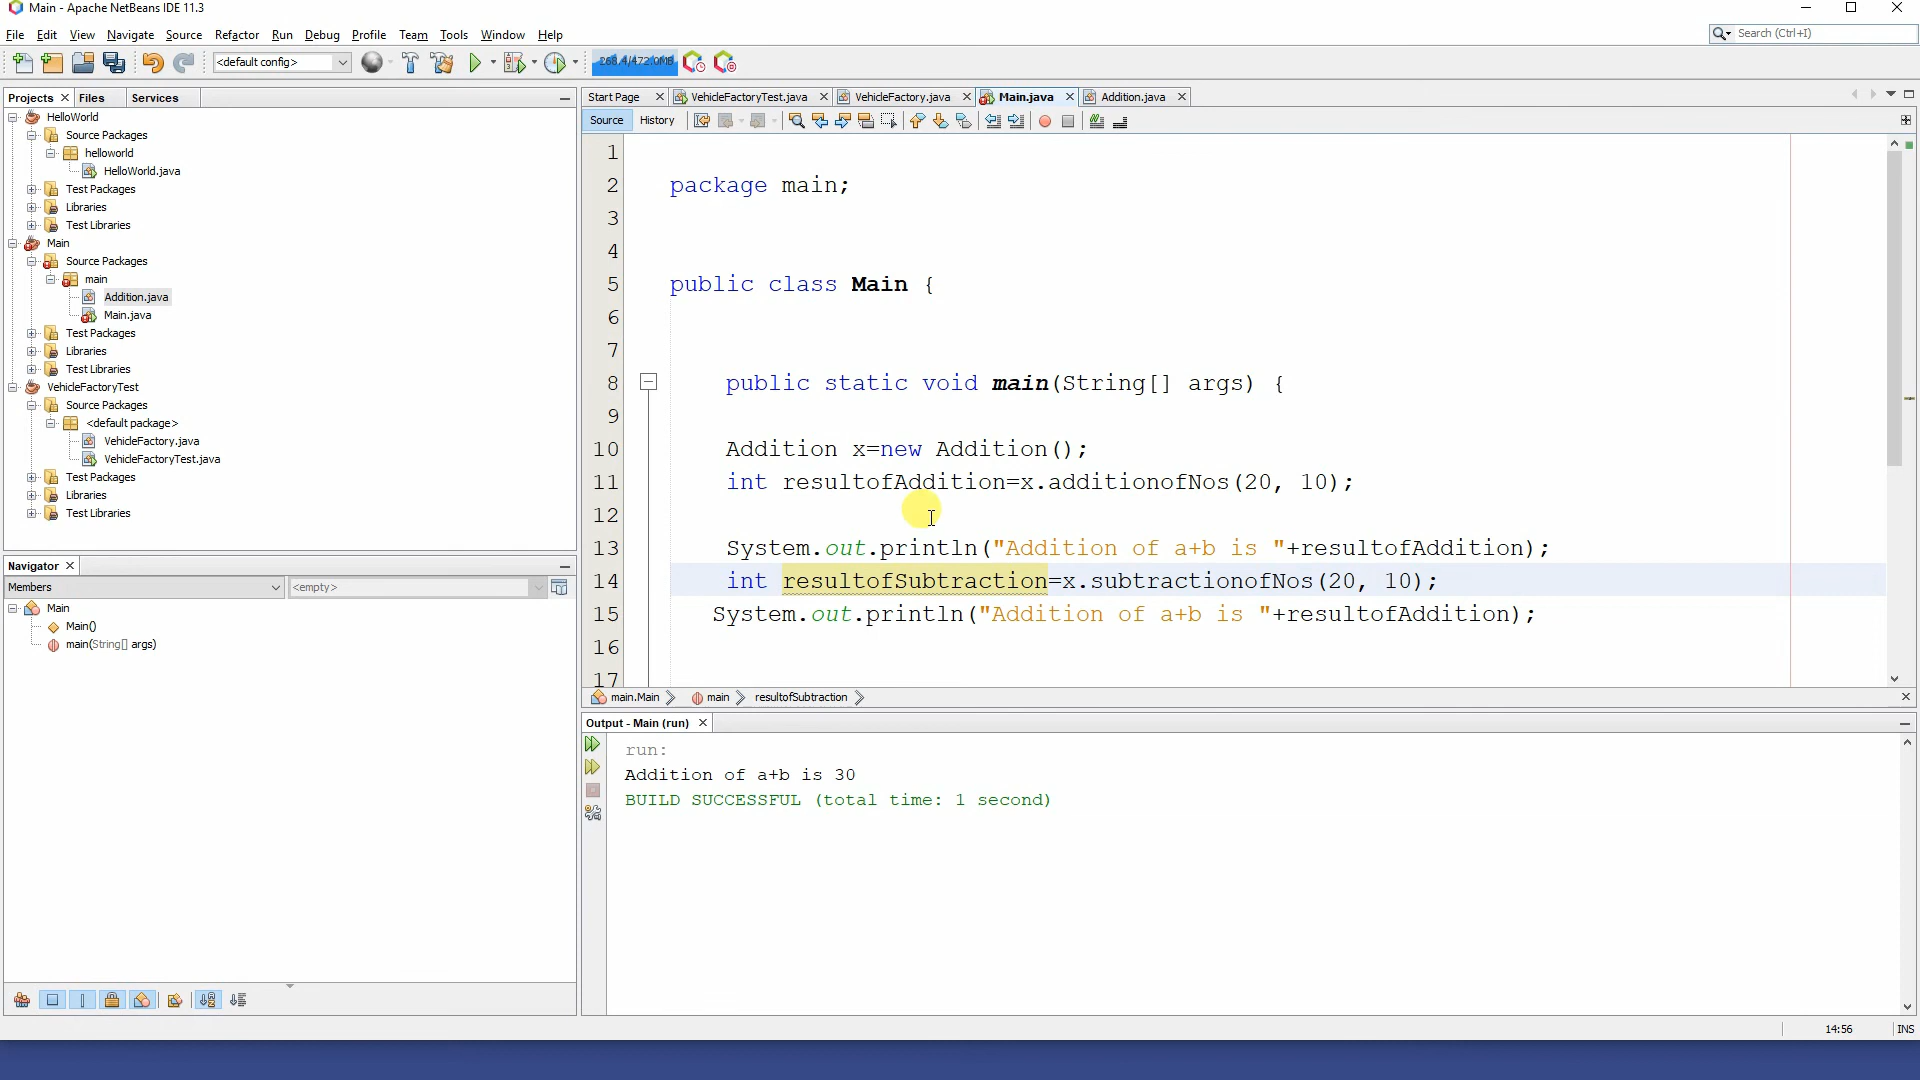 Main - Apache NetBeans IDE 11.3
File Edit View Navigate Source Refactor Run Debug Profile Team Tools Window Help
Search (Ctrl+I)
<default config>
268.4/472.0MB
Projects Files Services
HelloWorld
Source Packages
helloworld
HelloWorld.java
Test Packages
Libraries
Test Libraries
Main
Source Packages
main
Addition.java
Main.java
Test Packages
Libraries
Test Libraries
VehicleFactoryTest
Source Packages
<default package>
VehicleFactory.java
VehicleFactoryTest.java
Test Packages
Libraries
Test Libraries
Navigator
Members
<empty>
Main
Main()
main(String[] args)
Start Page VehicleFactoryTest.java VehicleFactory.java Main.java Addition.java
Source History
1
2 package main;
3
4
5 public class Main {
6
7
8 public static void main(String[] args) {
9
10 Addition x=new Addition();
11 int resultofAddition=x.additionofNos(20, 10);
12
13 System.out.println("Addition of a+b is "+resultofAddition);
14 int resultofSubtraction=x.subtractionofNos(20, 10);
15 System.out.println("Addition of a+b is "+resultofAddition);
16
17
main.Main main resultofSubtraction
Output - Main (run)
run:
Addition of a+b is 30
BUILD SUCCESSFUL (total time: 1 second)
14:56 INS